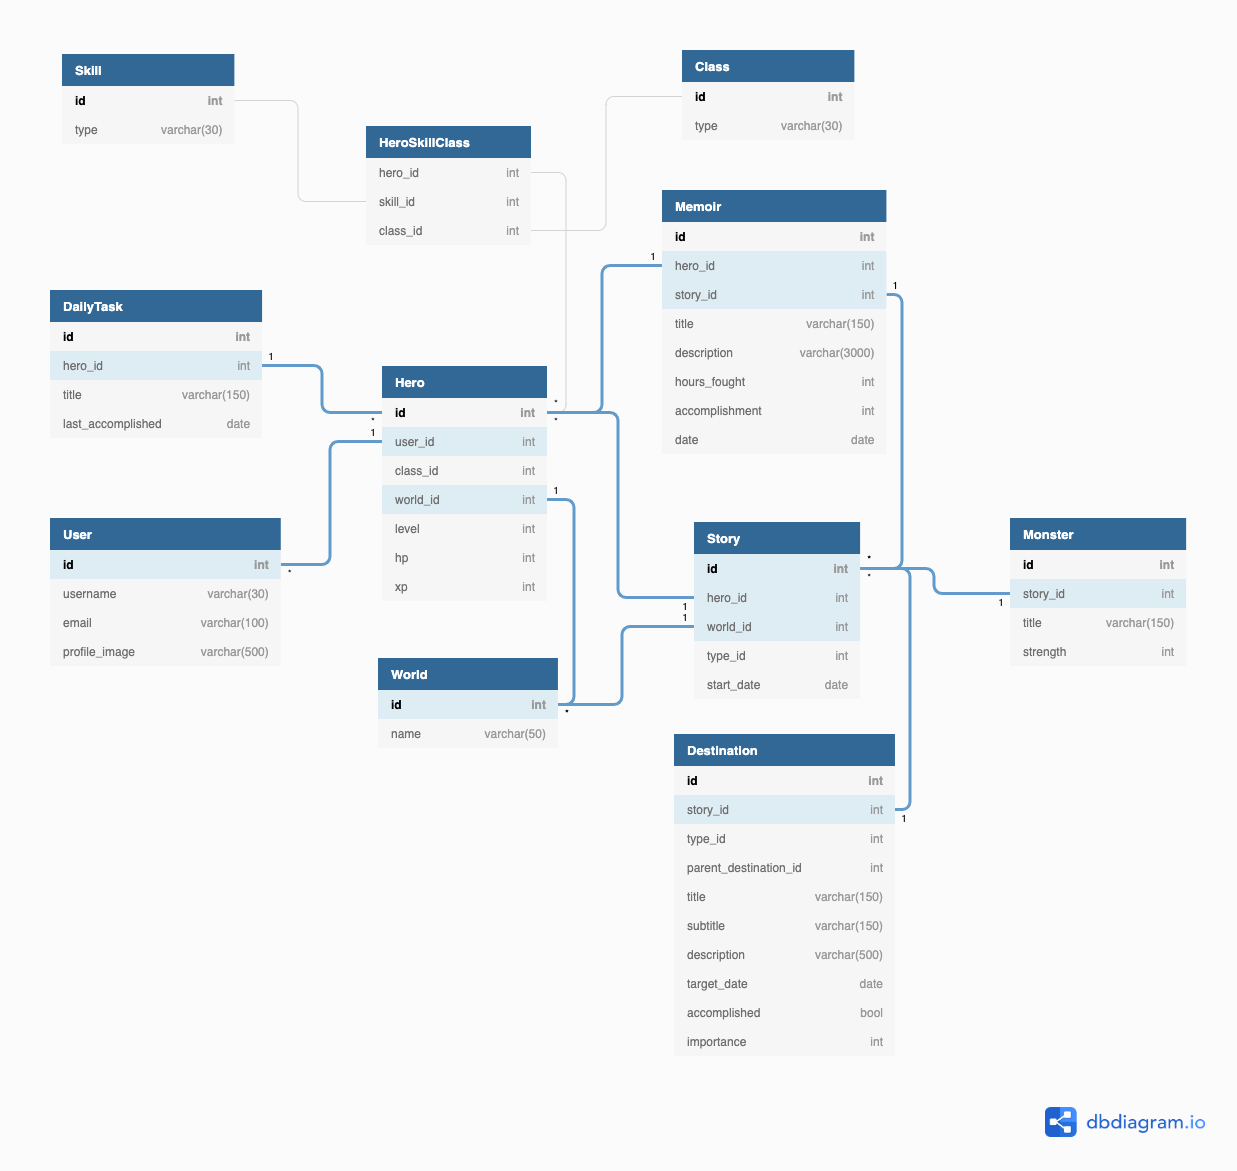 Skill
id int
type varchar(30)
Class
id int
type varchar(30)
HeroSkillClass
hero_id int
skill_id int
class_id int
Memoir
id int
1 hero_id int
story_id int 1
title varchar(150)
description varchar(3000)
hours_fought int
accomplishment int
date date
DailyTask
id int
hero_id int 1
title varchar(150)
last_accomplished date
Hero
* id int *
*
1 user_id int
class_id int
world_id int 1
level int
hp int
xp int
User
id int *
username varchar(30)
email varchar(100)
profile_image varchar(500)
Story
id int *
*
1 hero_id int
1 world_id int
type_id int
start_date date
Monster
id int
1 story_id int
title varchar(150)
strength int
World
id int *
name varchar(50)
Destination
id int
story_id int 1
type_id int
parent_destination_id int
title varchar(150)
subtitle varchar(150)
description varchar(500)
target_date date
accomplished bool
importance int
dbdiagram.io